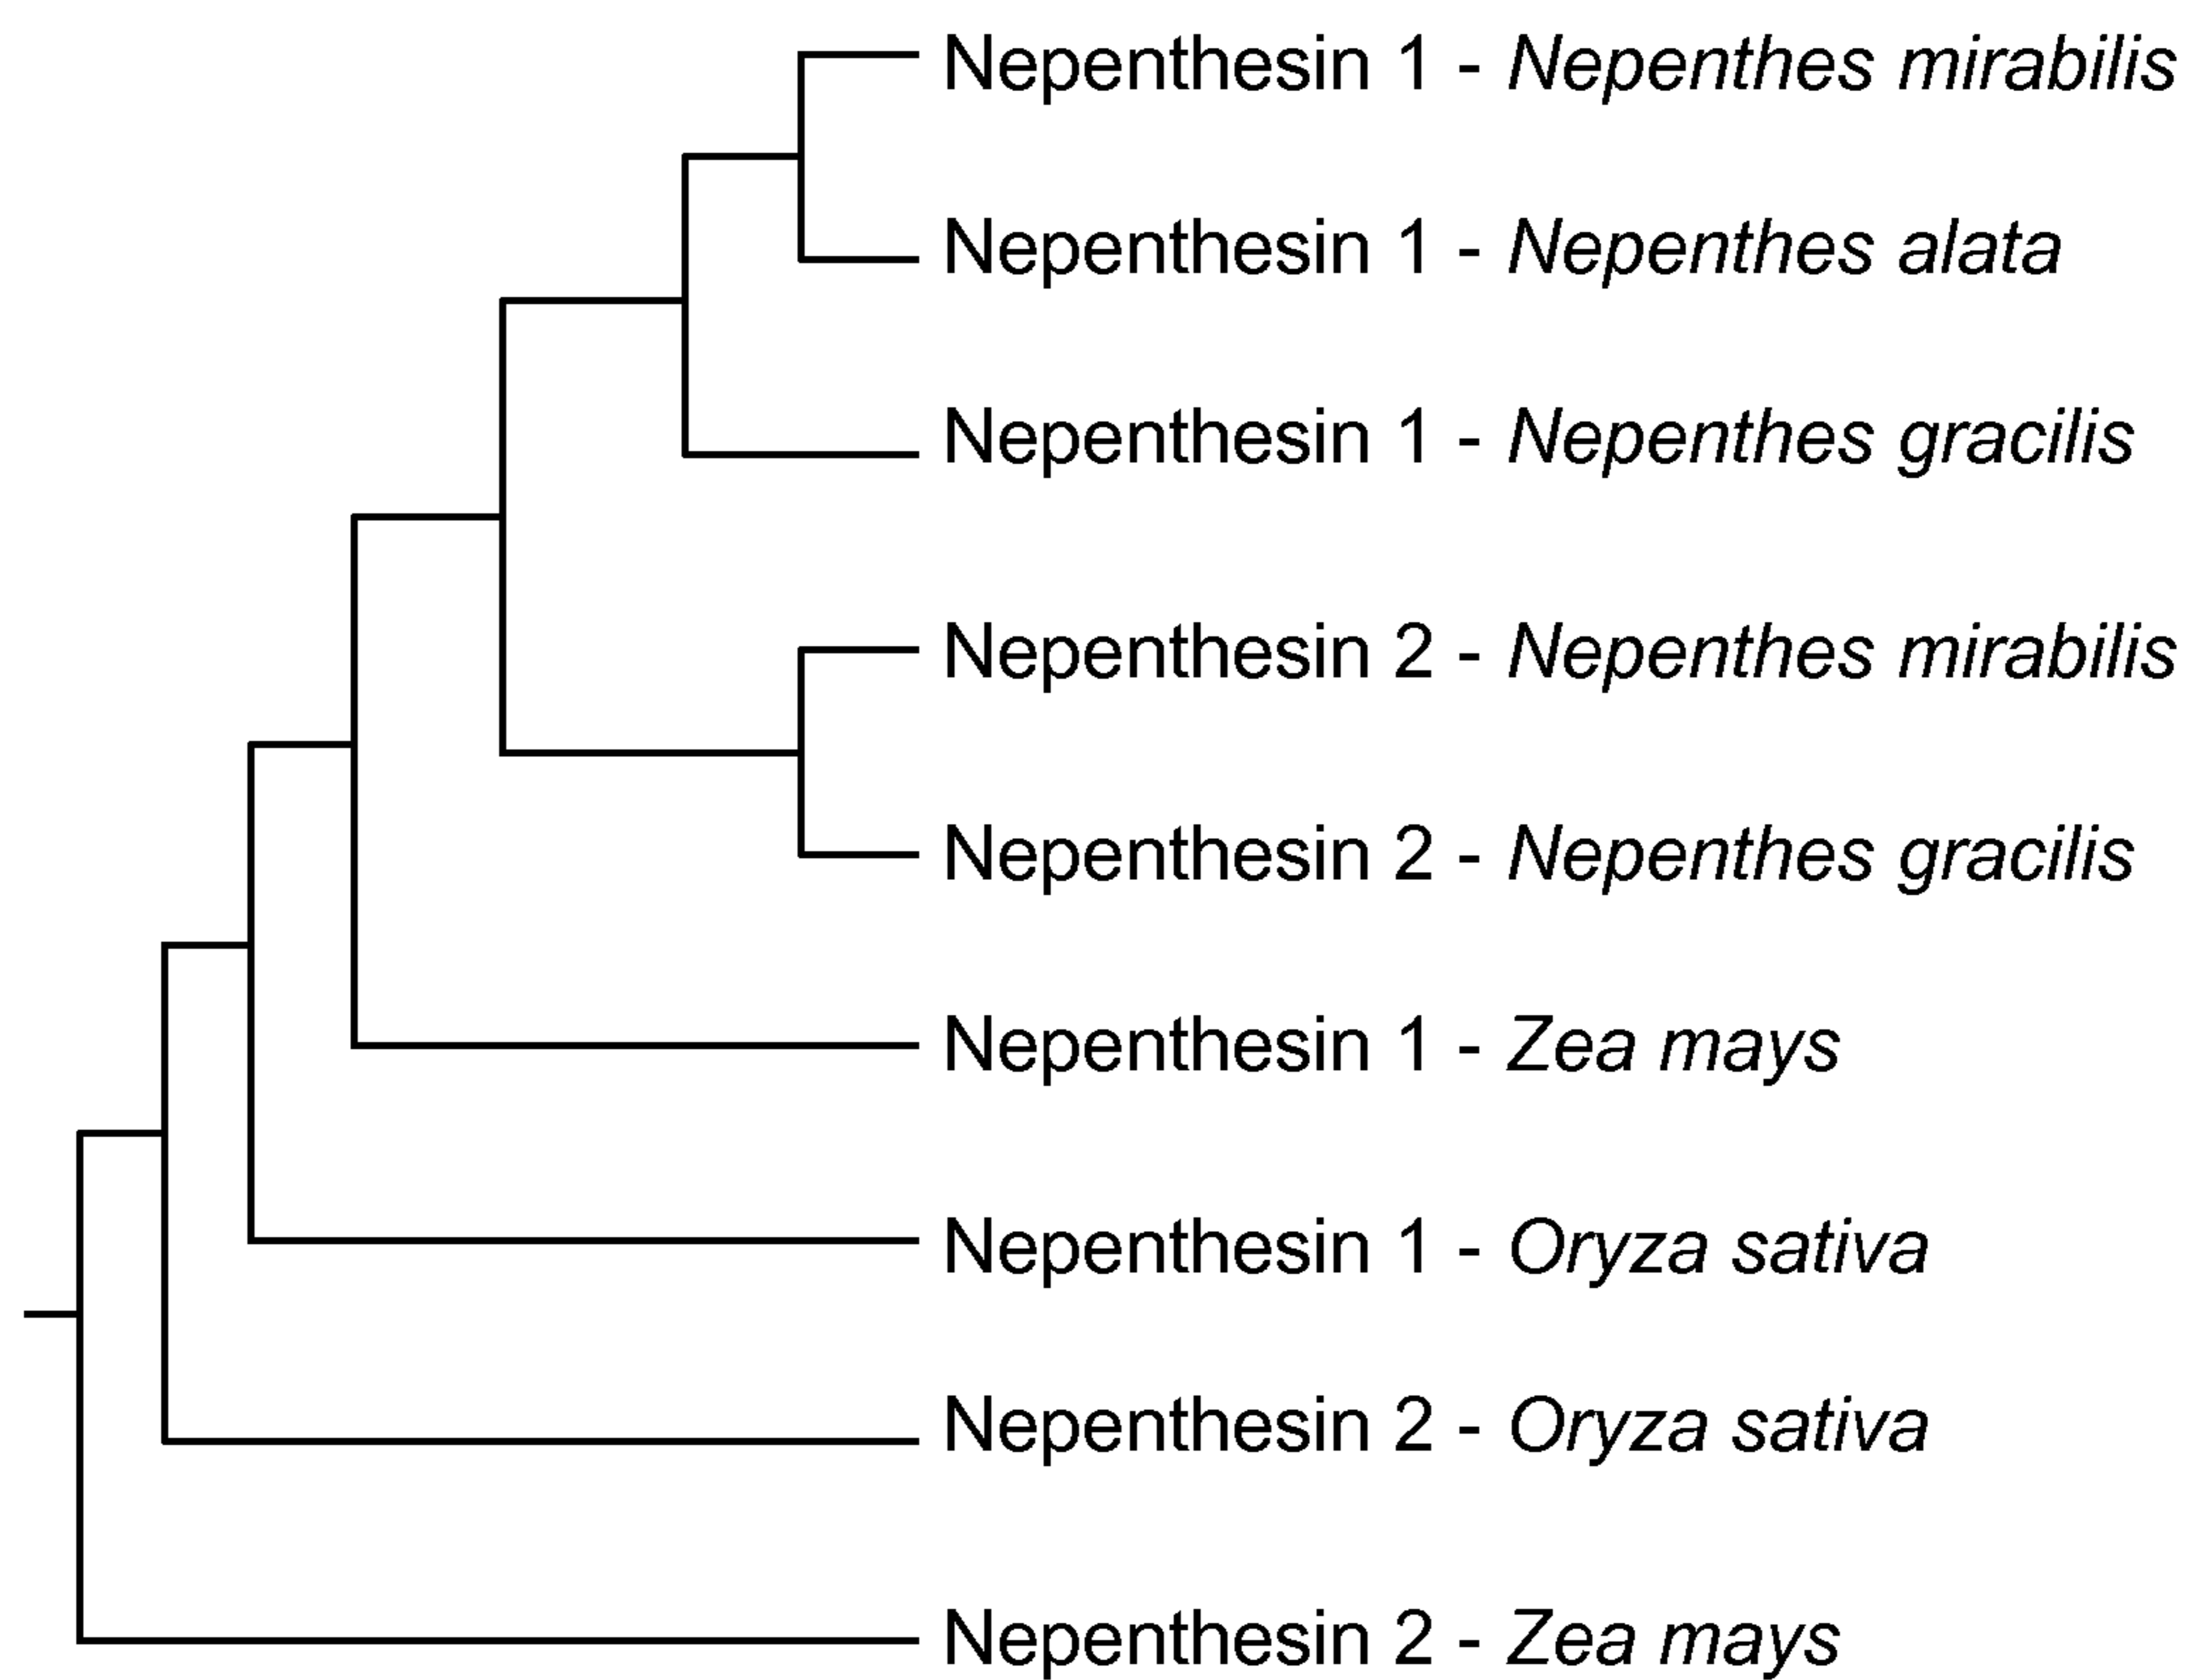 Nepenthesin 1 - Nepenthes mirabilis
Nepenthesin 1 - Nepenthes alata
Nepenthesin 1 - Nepenthes gracilis
Nepenthesin 2 - Nepenthes mirabilis
Nepenthesin 2 - Nepenthes gracilis
Nepenthesin 1 - Zea mays
Nepenthesin 1 - Oryza sativa
Nepenthesin 2 - Oryza sativa
Nepenthesin 2 - Zea mays